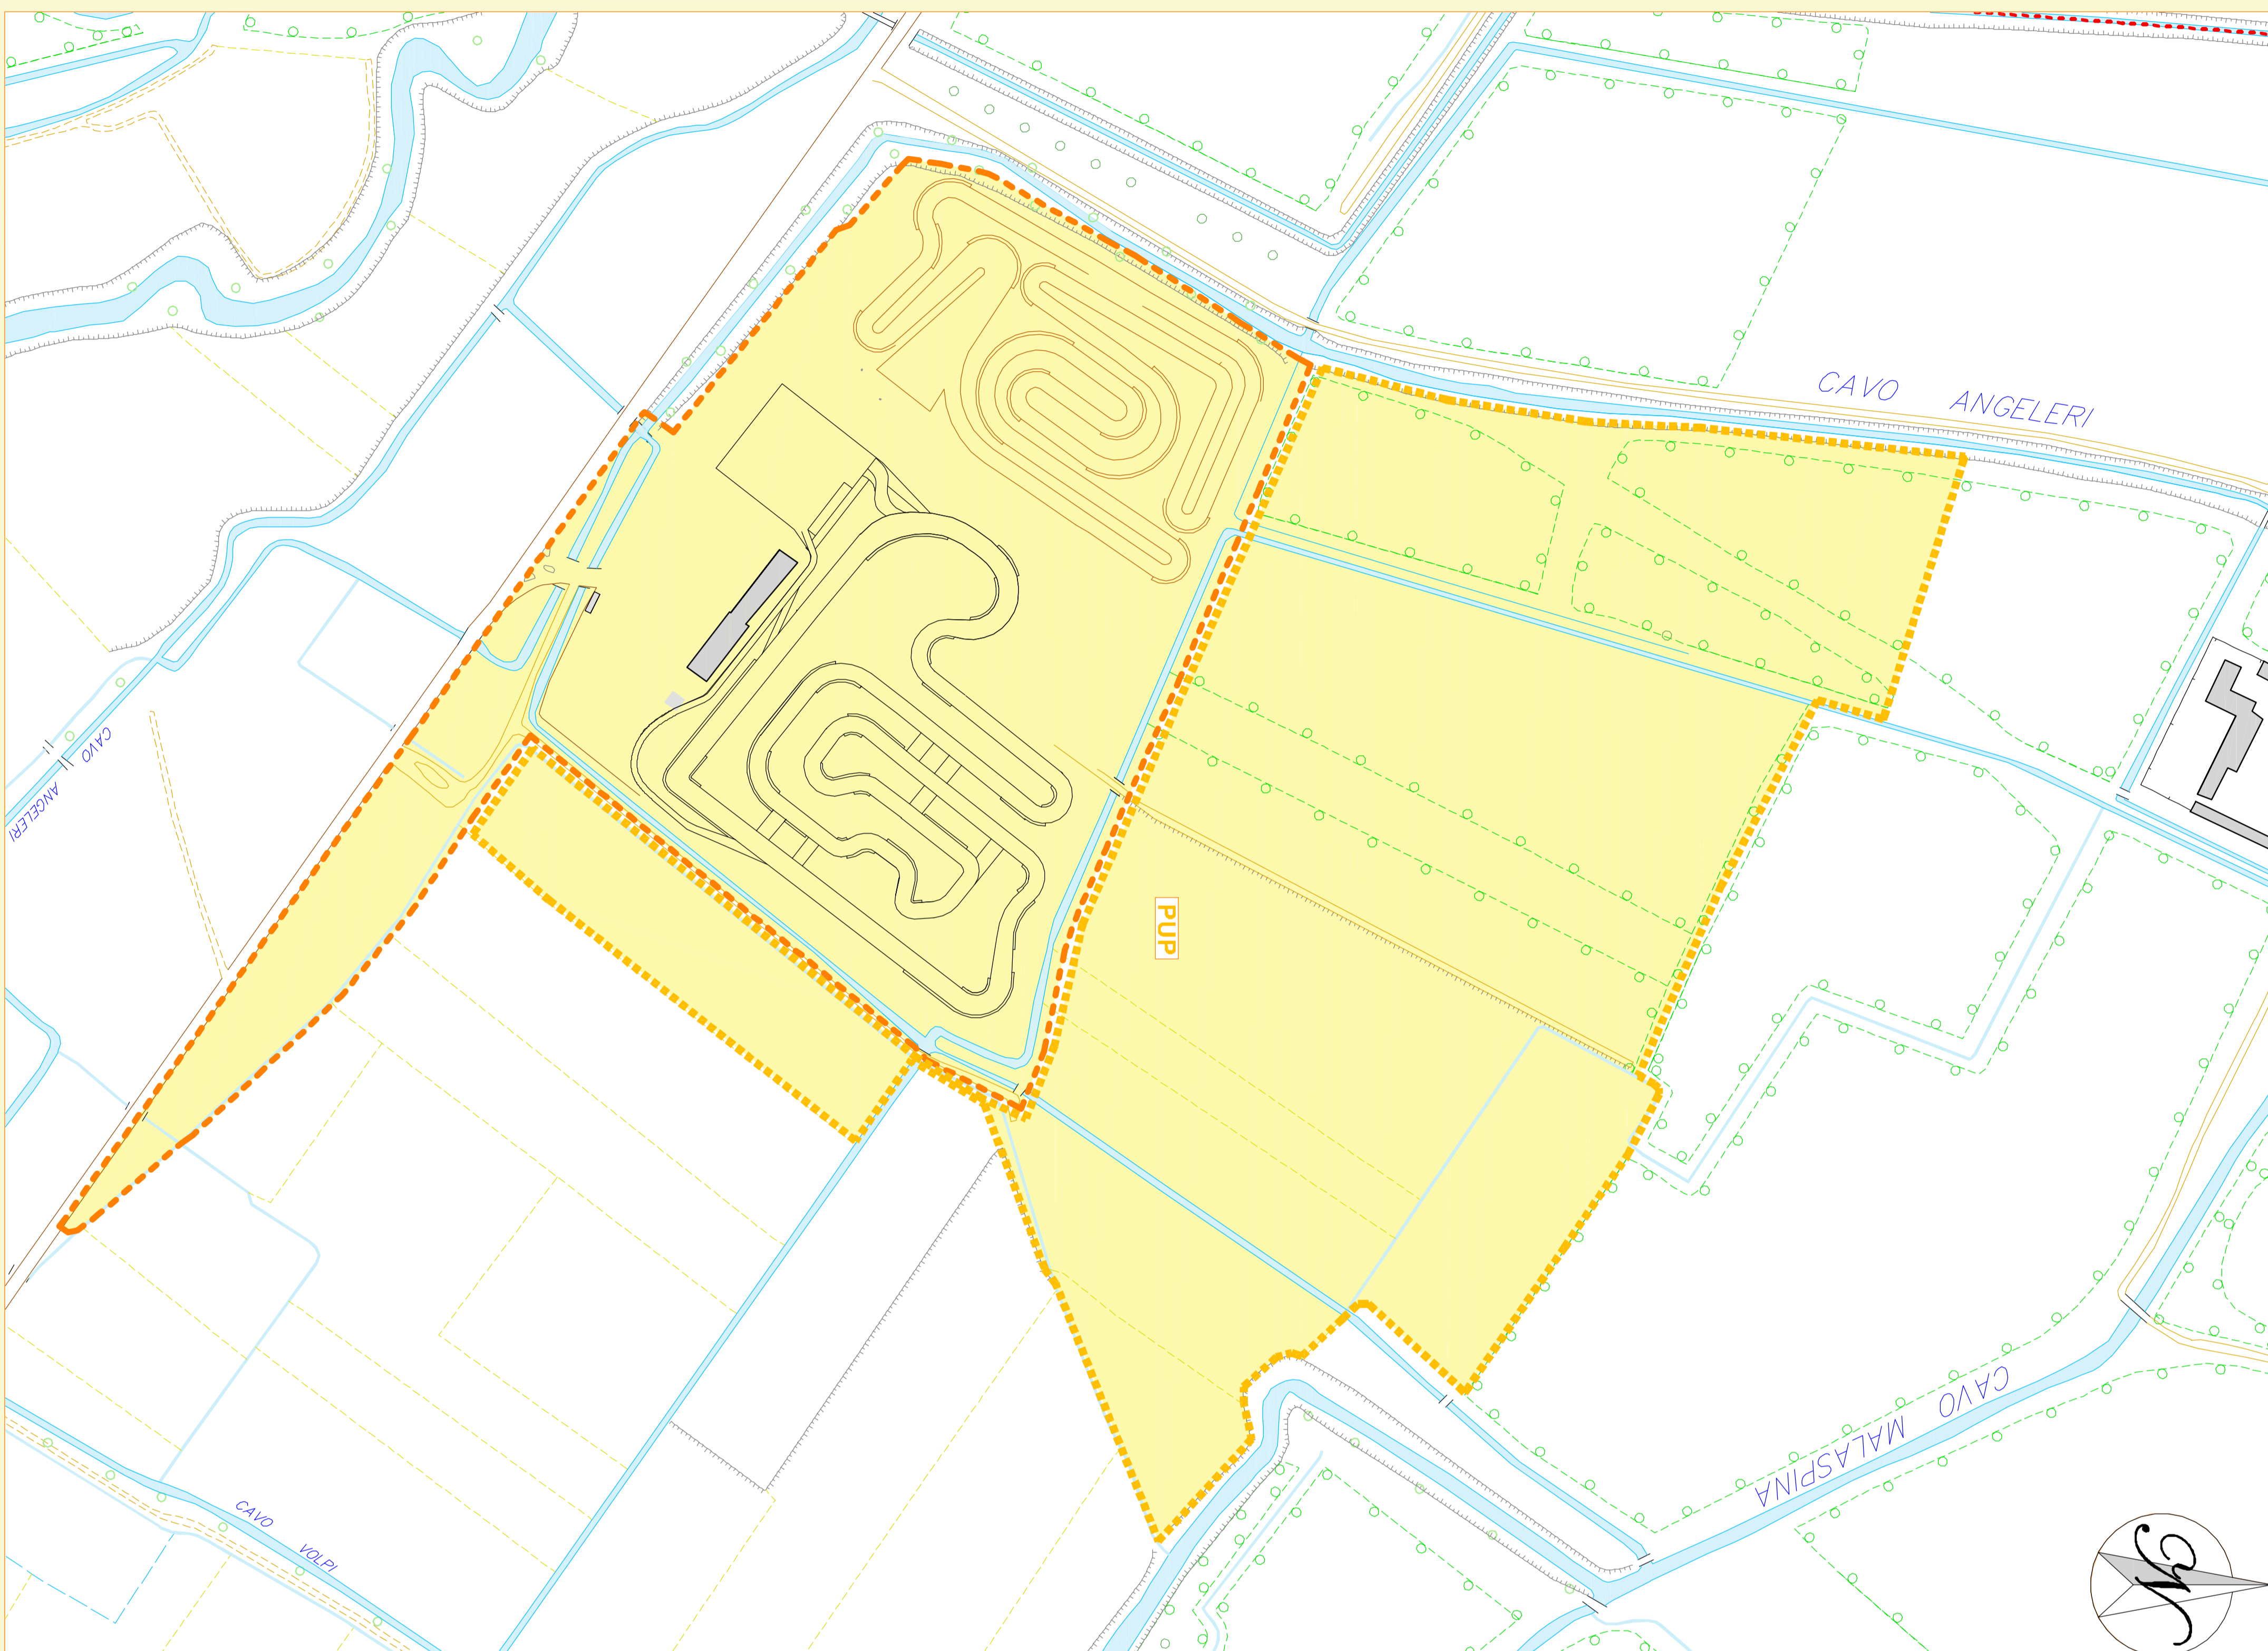 CAVO ANGELERI
CAVO
ANGELERI
PUP
CAVO MALASPINA
CAVO
VOLPI